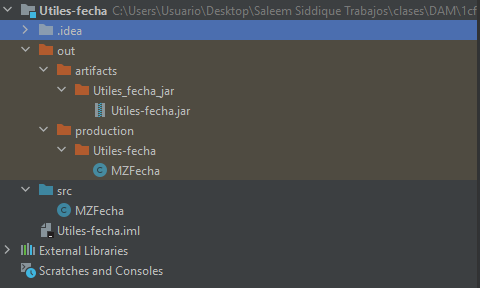 Utiles-fecha C:\Users\Usuario\Desktop\Saleem Siddique Trabajos\clases\DAM\1cf
.idea
out
artifacts
Utiles_fecha_jar
Utiles-fecha.jar
production
Utiles-fecha
MZFecha
src
MZFecha
Utiles-fecha.iml
External Libraries
Scratches and Consoles